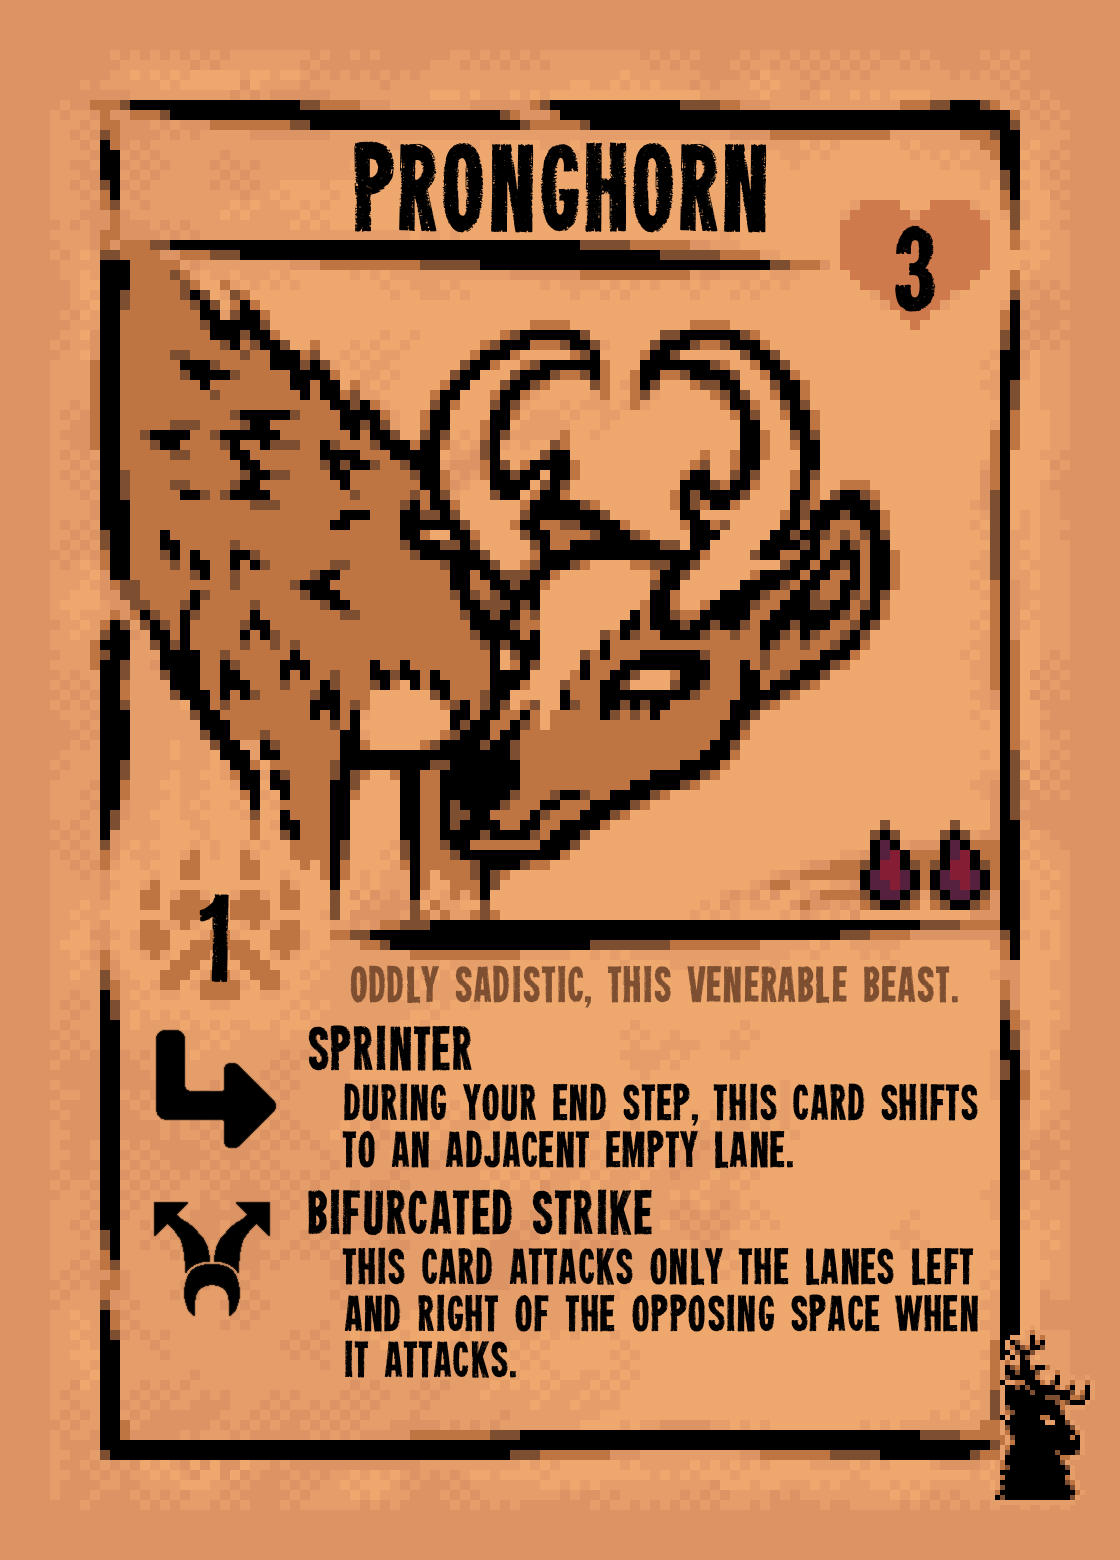 PRONGHORN
3
1
ODDLY SADISTIC, THIS VENERABLE BEAST.
SPRINTER
DURING YOUR END STEP, THIS CARD SHIFTS
TO AN ADJACENT EMPTY LANE.
BIFURCATED STRIKE
THIS CARD ATTACKS ONLY THE LANES LEFT
AND RIGHT OF THE OPPOSING SPACE WHEN
IT ATTACKS.